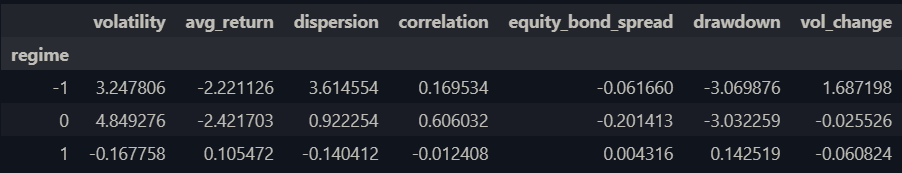 volatility avg_return dispersion correlation equity_bond_spread drawdown vol_change
regime
-1 3.247806 -2.221126 3.614554 0.169534 -0.061660 -3.069876 1.687198
0 4.849276 -2.421703 0.922254 0.606032 -0.201413 -3.032259 -0.025526
1 -0.167758 0.105472 -0.140412 -0.012408 0.004316 0.142519 -0.060824